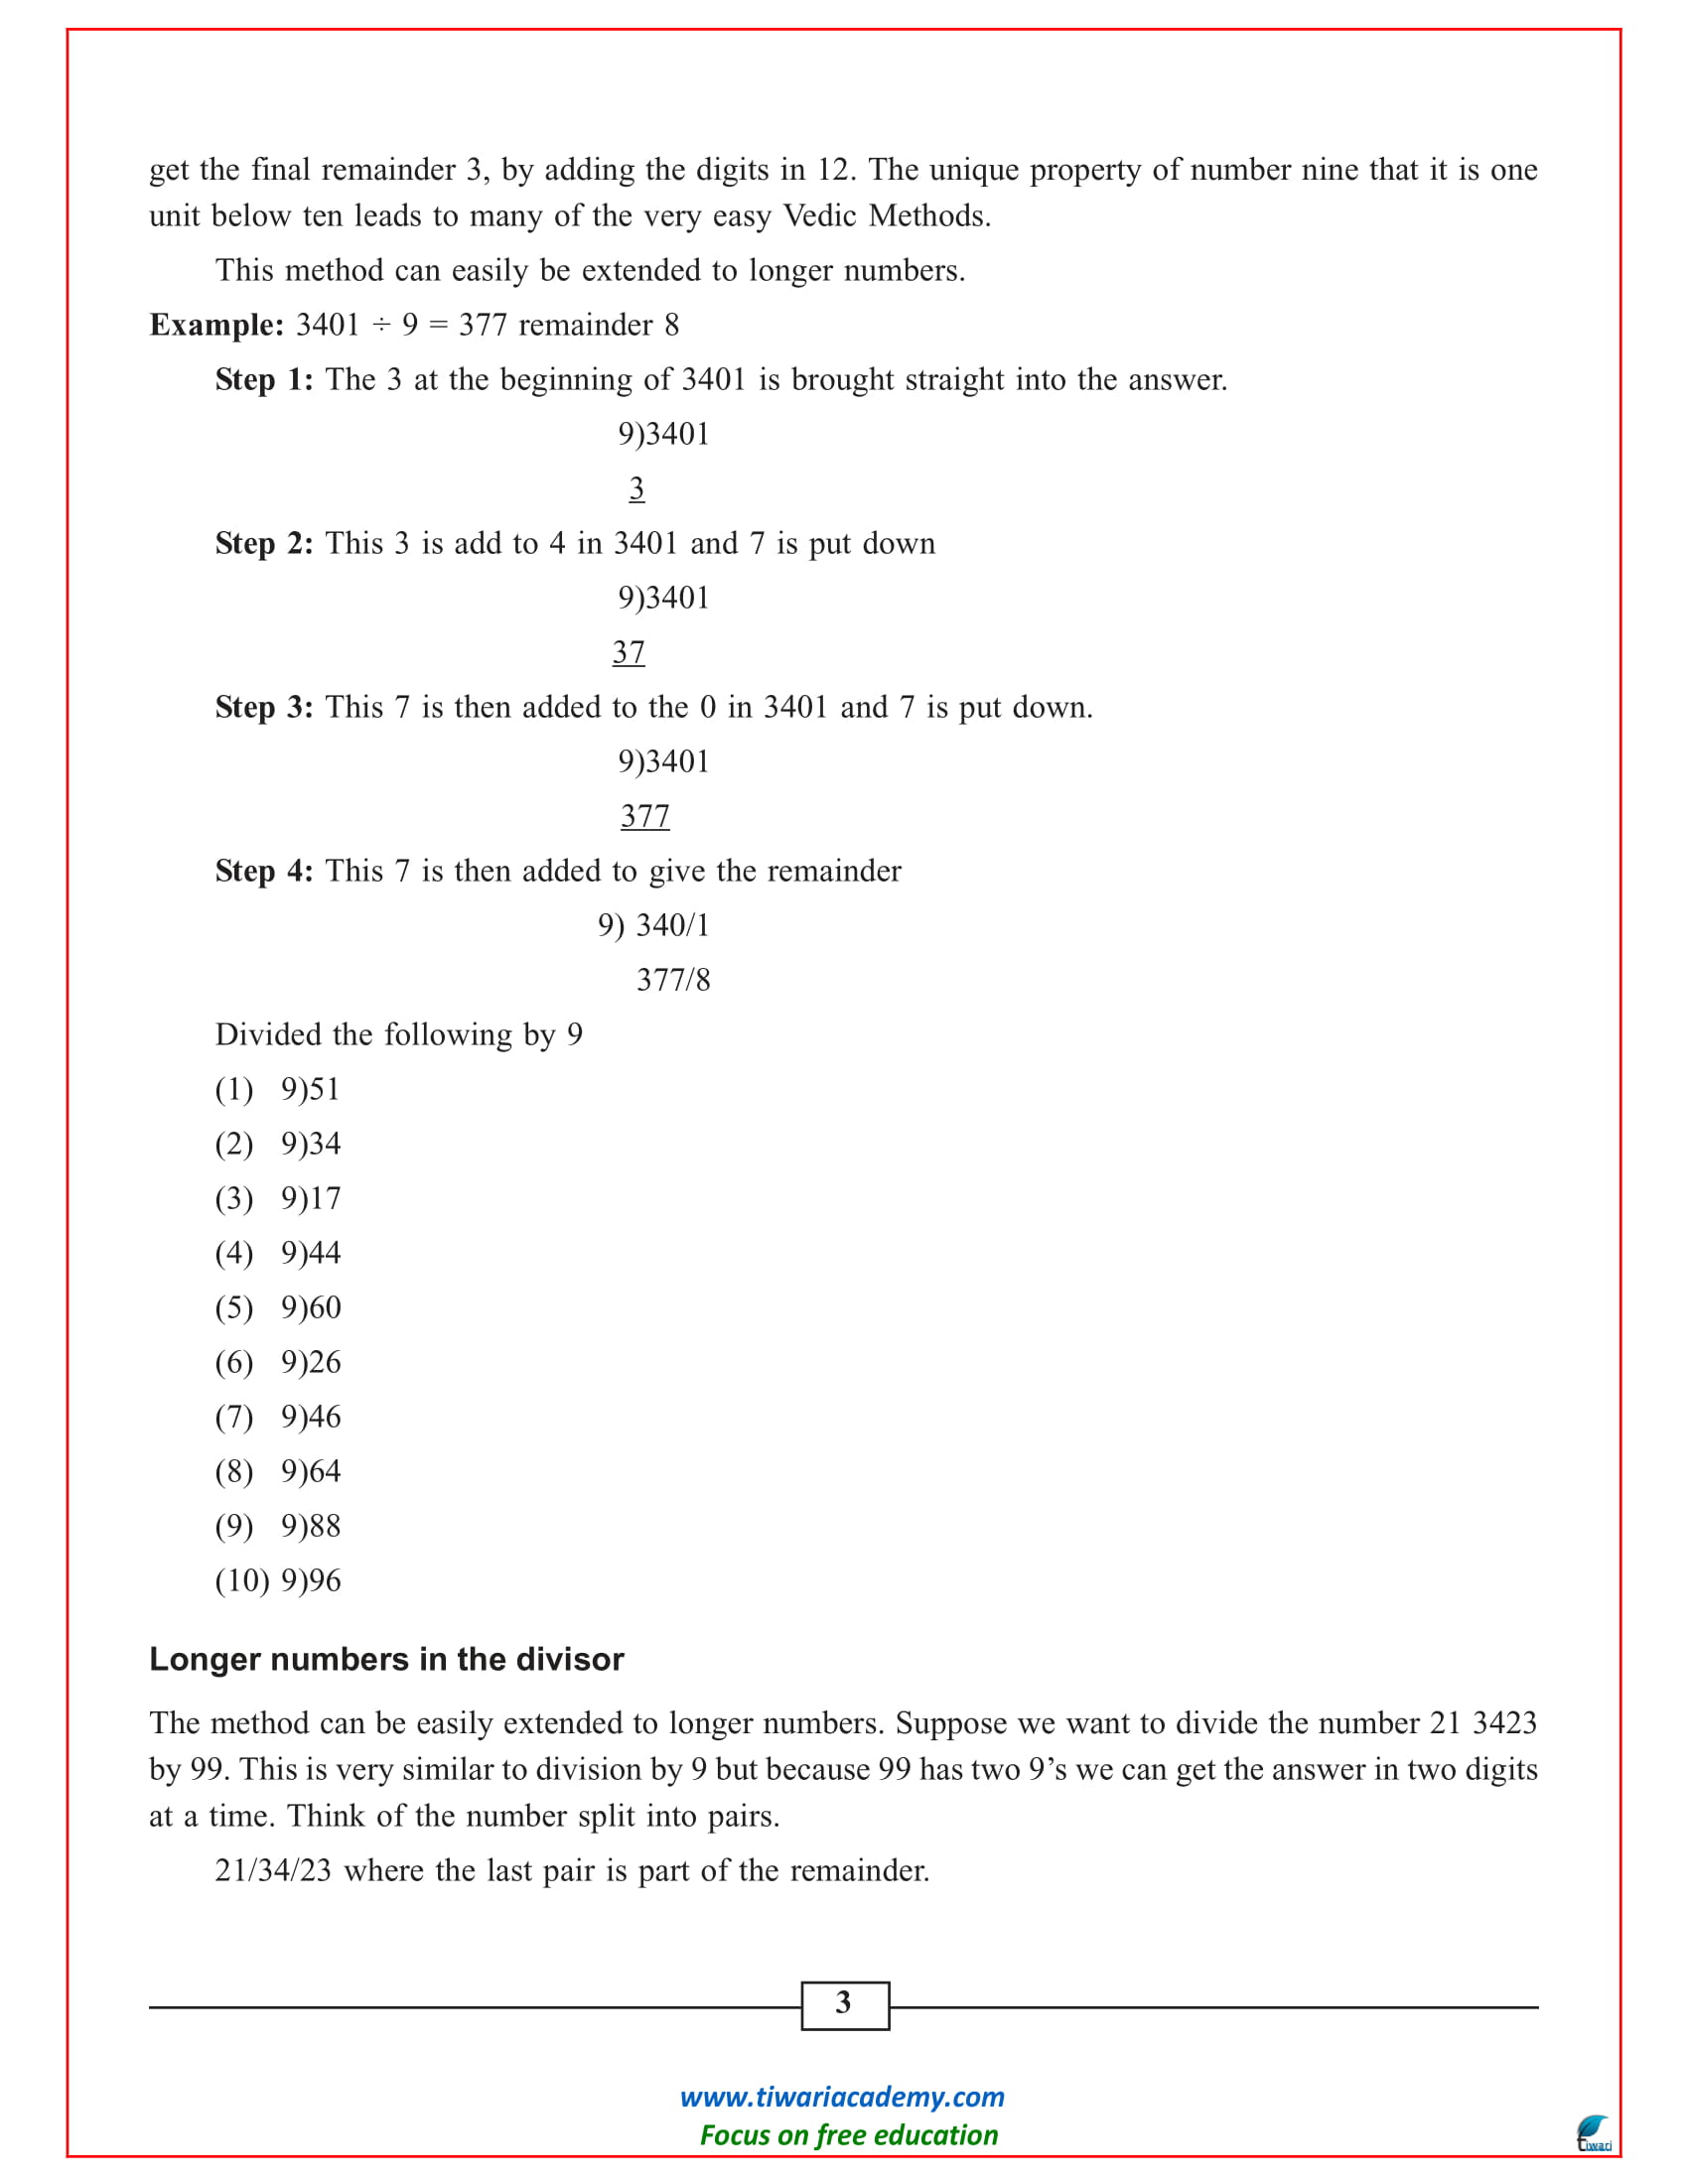 get the final remainder 3, by adding the digits in 12. The unique property of number nine that it is one
unit below ten leads to many of the very easy Vedic Methods.
This method can easily be extended to longer numbers.
Example: 3401 ÷ 9 = 377 remainder 8
Step 1: The 3 at the beginning of 3401 is brought straight into the answer.
9)3401
3
Step 2: This 3 is add to 4 in 3401 and 7 is put down
9)3401
37
Step 3: This 7 is then added to the 0 in 3401 and 7 is put down.
9)3401
377
Step 4: This 7 is then added to give the remainder
9) 340/1
377/8
Divided the following by 9
(1) 9)51
(2) 9)34
(3) 9)17
(4) 9)44
(5) 9)60
(6) 9)26
(7) 9)46
(8) 9)64
(9) 9)88
(10) 9)96
Longer numbers in the divisor
The method can be easily extended to longer numbers. Suppose we want to divide the number 21 3423
by 99. This is very similar to division by 9 but because 99 has two 9’s we can get the answer in two digits
at a time. Think of the number split into pairs.
21/34/23 where the last pair is part of the remainder.
3
www.tiwariacademy.com
Focus on free education
Tiwari